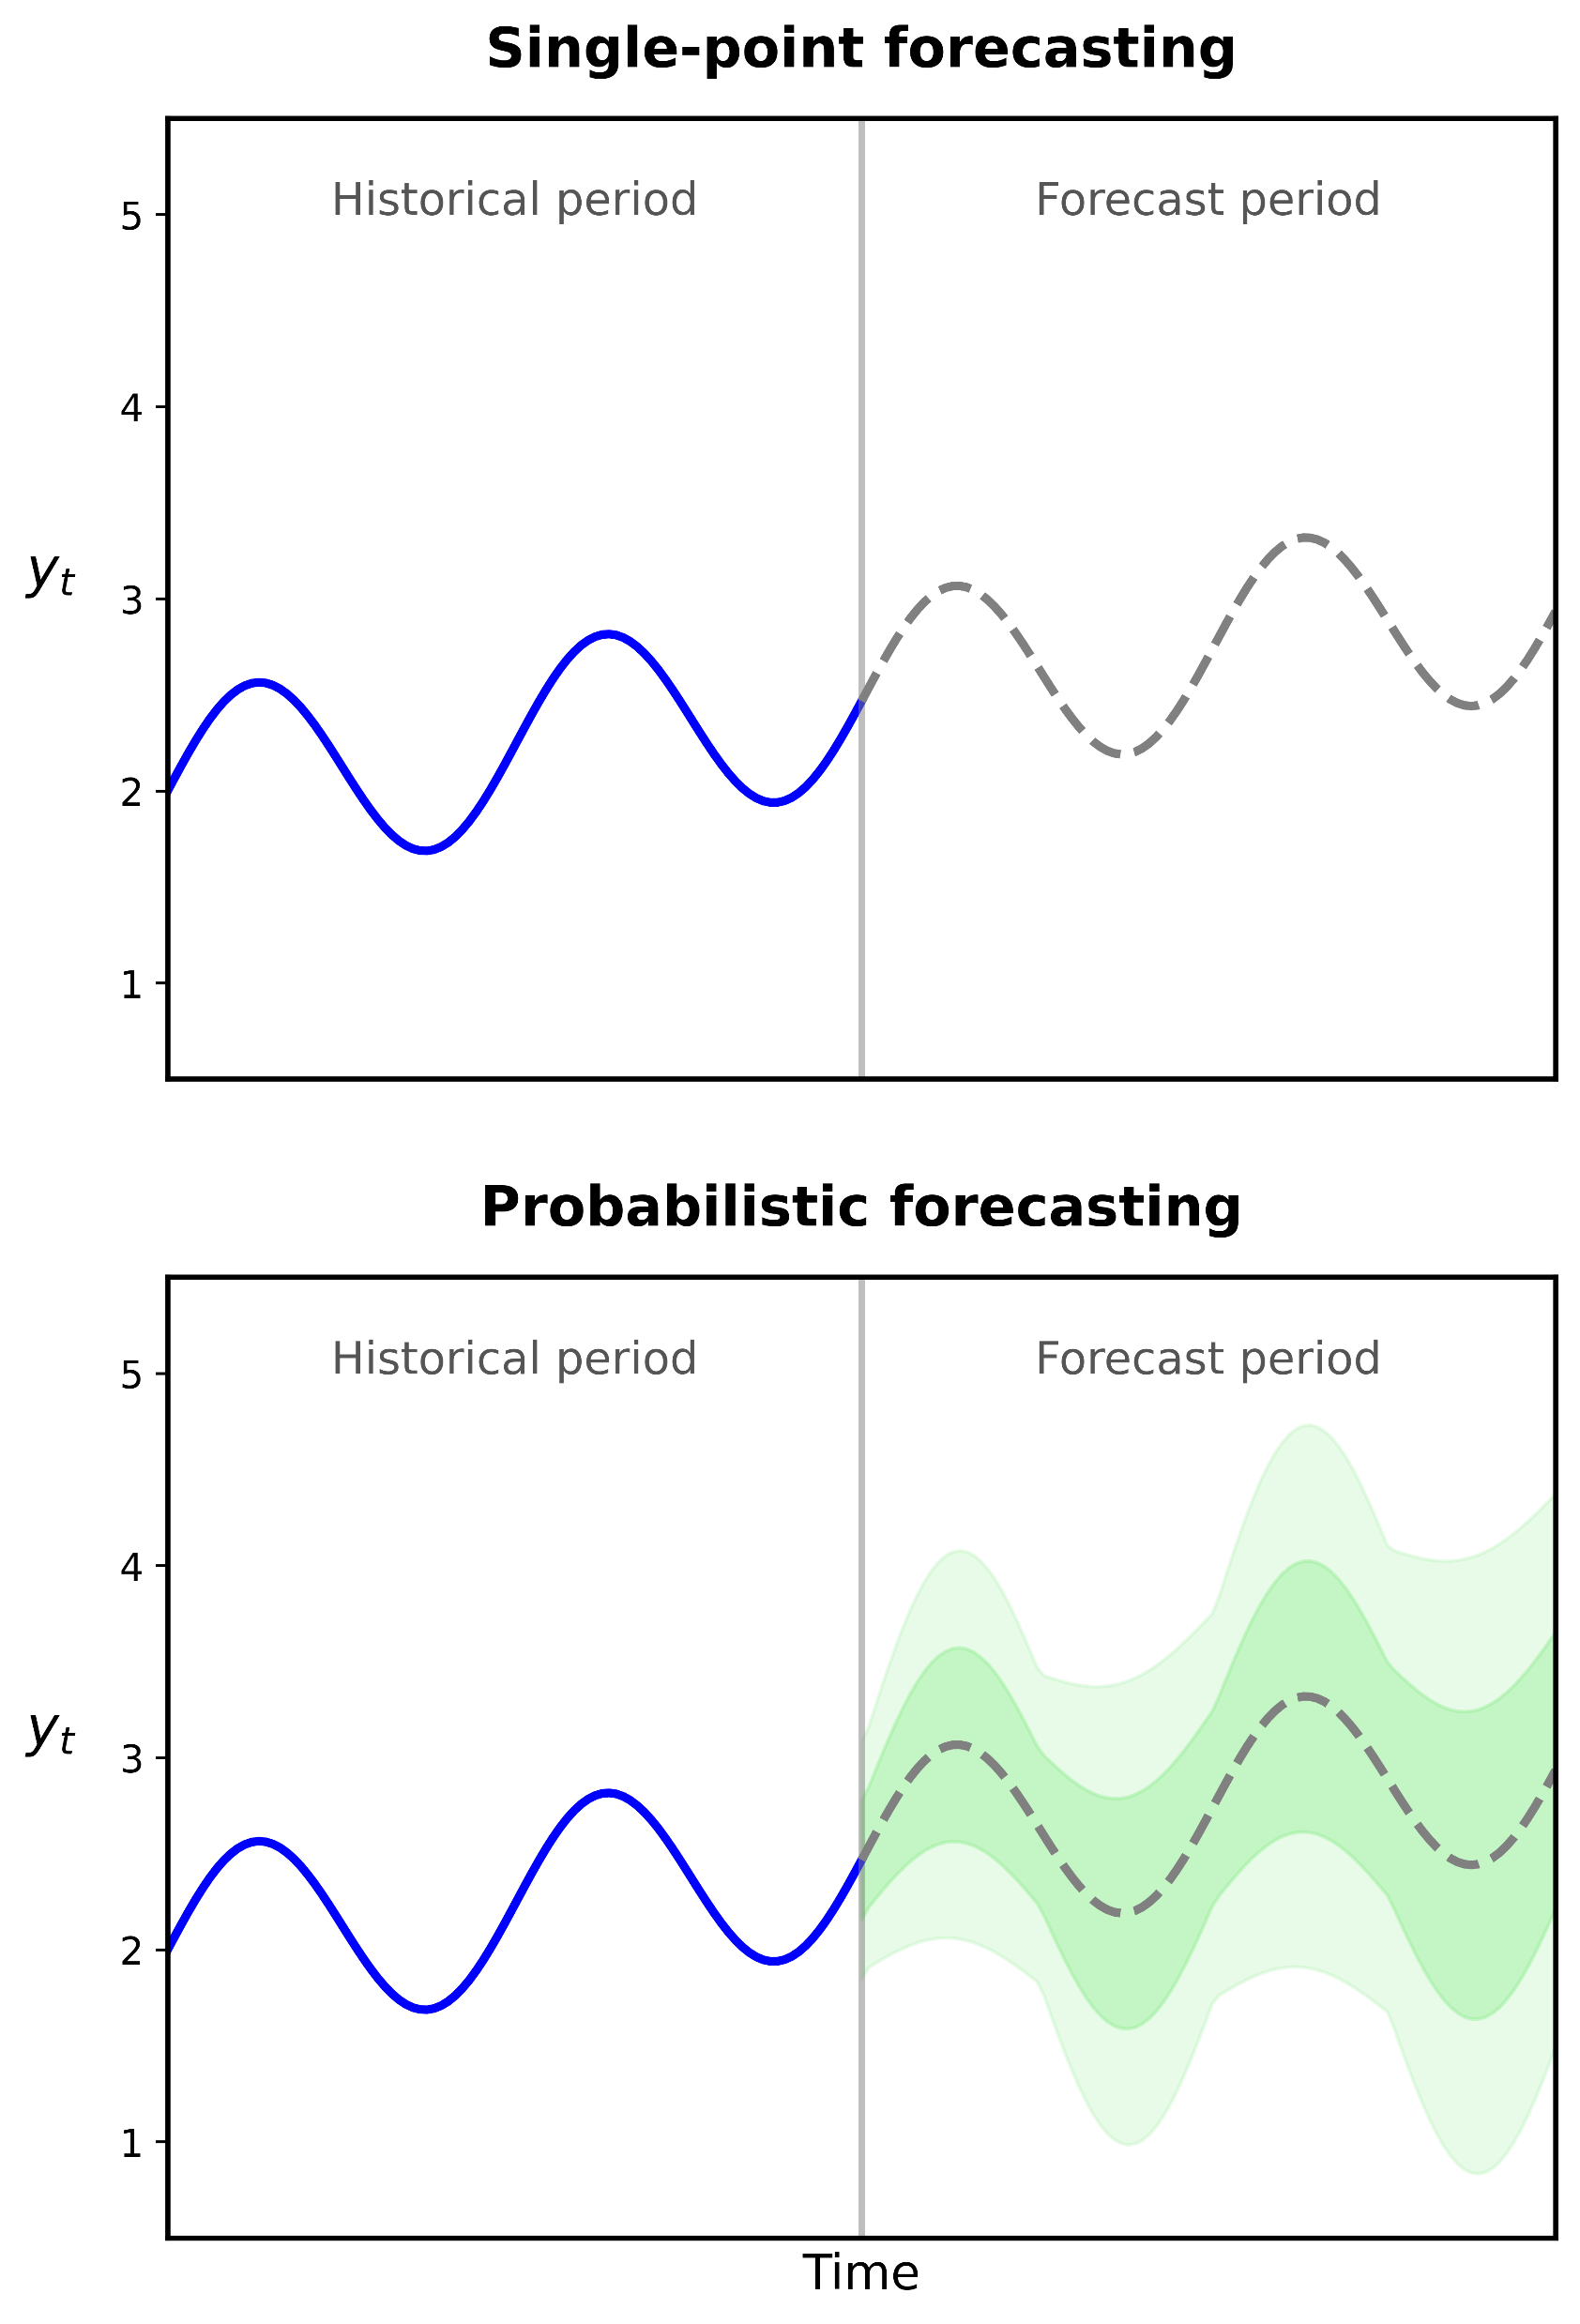 Single-point forecasting
Historical period
Forecast period
5
4
3
2
1
y_t
Probabilistic forecasting
Historical period
Forecast period
5
4
3
2
1
y_t
Time